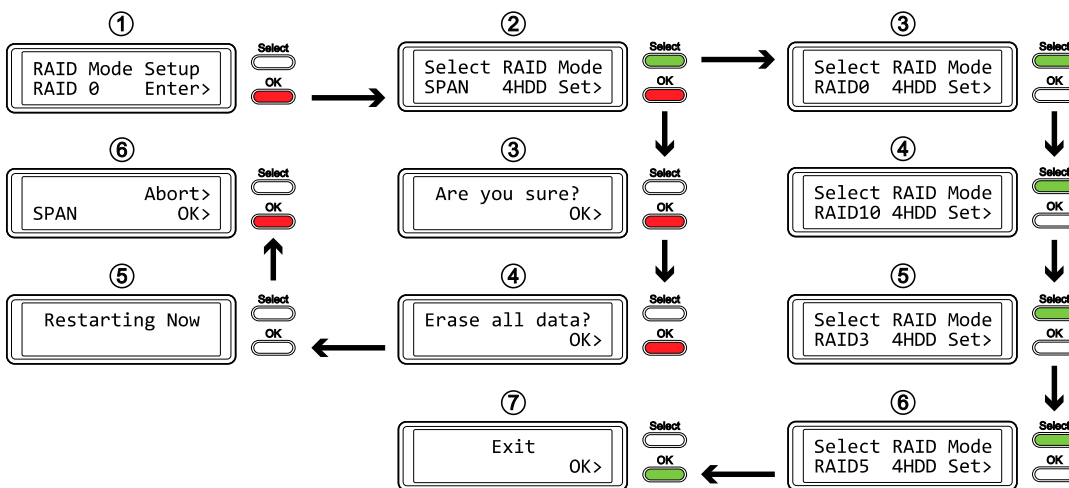 ①
RAID Mode Setup
RAID 0 Enter>
Select
OK
②
Select RAID Mode
SPAN 4HDD Set>
Select
OK
③
Select RAID Mode
RAID0 4HDD Set>
Select
OK
⑥
Abort>
SPAN OK>
Select
OK
③
Are you sure?
OK>
Select
OK
④
Select RAID Mode
RAID10 4HDD Set>
Select
OK
⑤
Restarting Now
Select
OK
④
Erase all data?
OK>
Select
OK
⑤
Select RAID Mode
RAID3 4HDD Set>
Select
OK
⑦
Exit
OK>
Select
OK
⑥
Select RAID Mode
RAID5 4HDD Set>
Select
OK